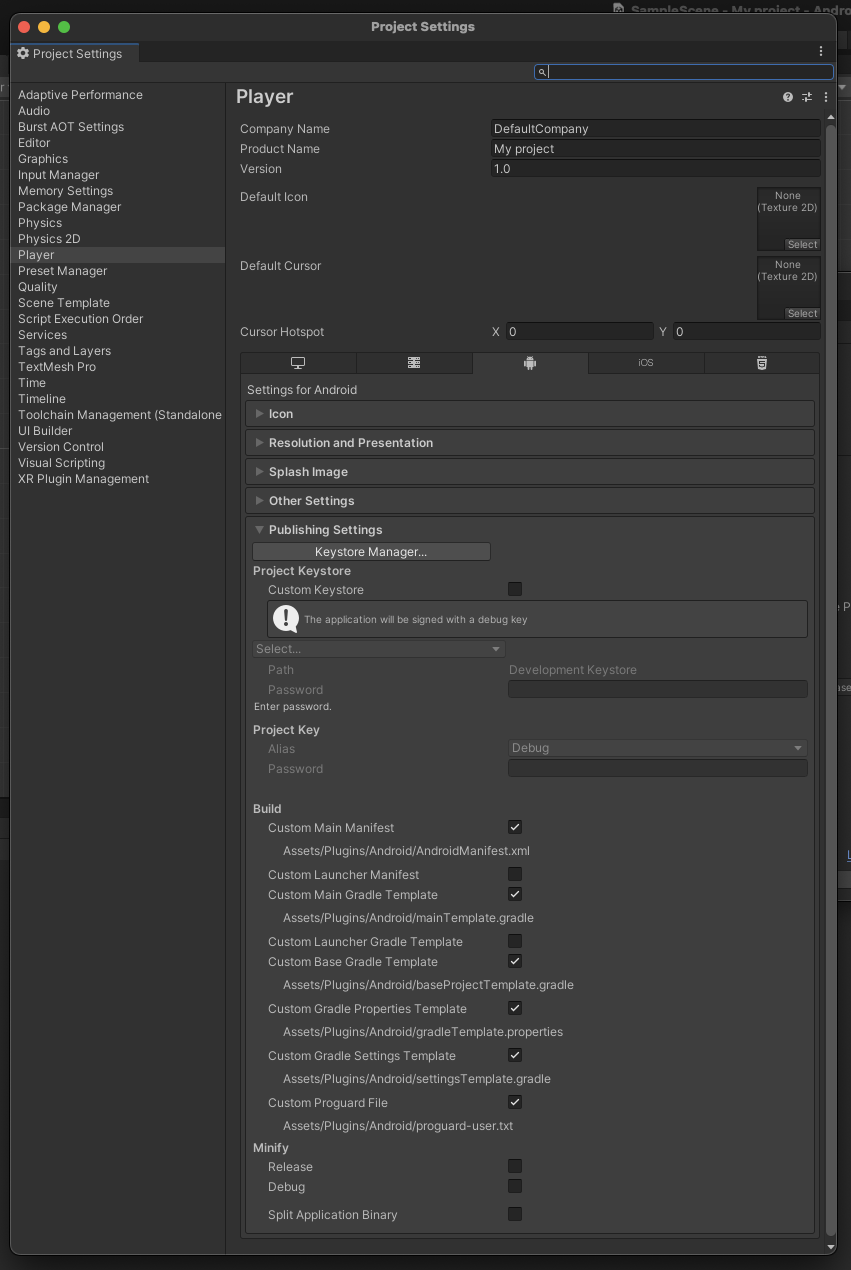 SampleScene - My project - Andro
Project Settings
Project Settings
Adaptive Performance
Audio
Burst AOT Settings
Editor
Graphics
Input Manager
Memory Settings
Package Manager
Physics
Physics 2D
Player
Preset Manager
Quality
Scene Template
Script Execution Order
Services
Tags and Layers
TextMesh Pro
Time
Timeline
Toolchain Management (Standalone
UI Builder
Version Control
Visual Scripting
XR Plugin Management
Player
Company Name DefaultCompany
Product Name My project
Version 1.0
Default Icon
None
(Texture 2D)
Select
Default Cursor
None
(Texture 2D)
Select
Cursor Hotspot X 0 Y 0
iOS
Settings for Android
Icon
Resolution and Presentation
Splash Image
Other Settings
Publishing Settings
Keystore Manager...
Project Keystore
Custom Keystore
The application will be signed with a debug key
Select...
Path Development Keystore
Password
Enter password.
Project Key
Alias Debug
Password
Build
Custom Main Manifest
Assets/Plugins/Android/AndroidManifest.xml
Custom Launcher Manifest
Custom Main Gradle Template
Assets/Plugins/Android/mainTemplate.gradle
Custom Launcher Gradle Template
Custom Base Gradle Template
Assets/Plugins/Android/baseProjectTemplate.gradle
Custom Gradle Properties Template
Assets/Plugins/Android/gradleTemplate.properties
Custom Gradle Settings Template
Assets/Plugins/Android/settingsTemplate.gradle
Custom Proguard File
Assets/Plugins/Android/proguard-user.txt
Minify
Release
Debug
Split Application Binary